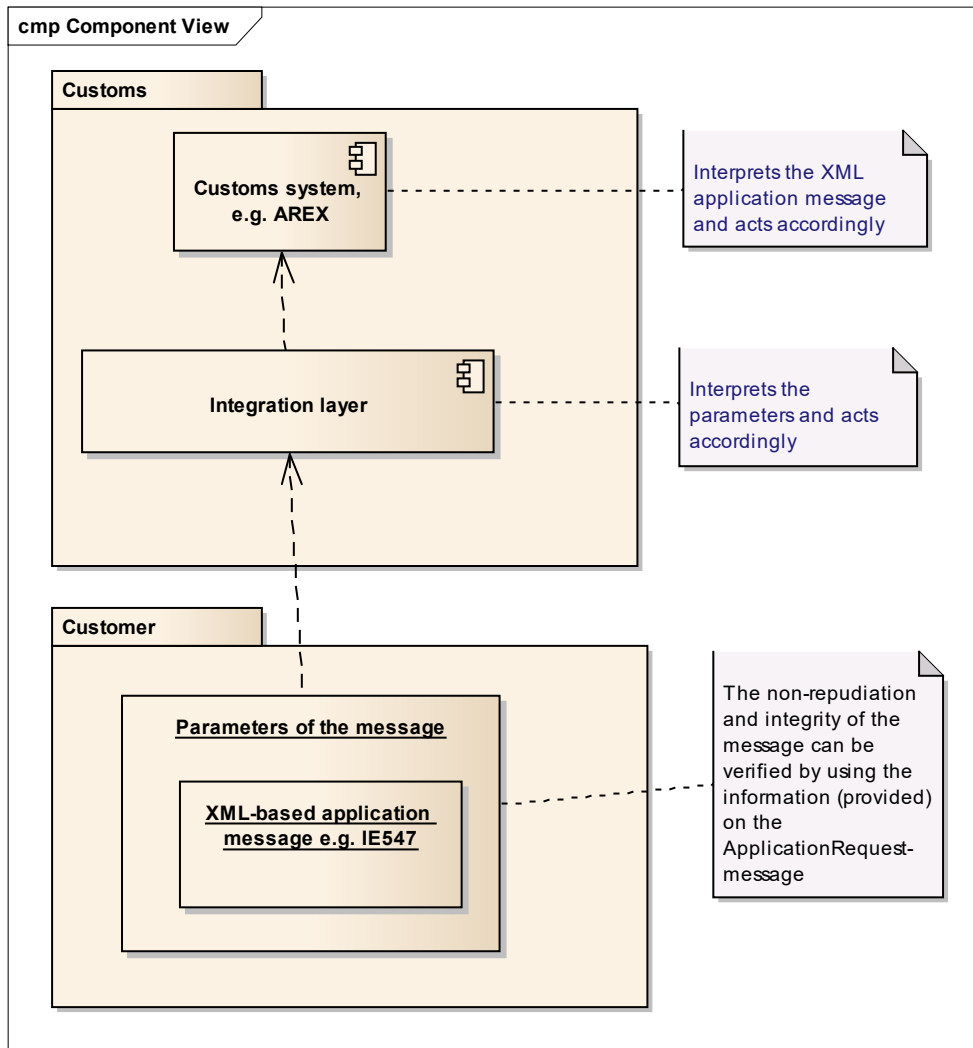 cmp Component View
Customs
Customs system,
e.g. AREX
Interprets the XML
application message
and acts accordingly
Integration layer
Interprets the
parameters and acts
accordingly
Customer
Parameters of the message
XML-based application
message e.g. IE547
The non-repudiation
and integrity of the
message can be
verified by using the
information (provided)
on the
ApplicationRequest-
message